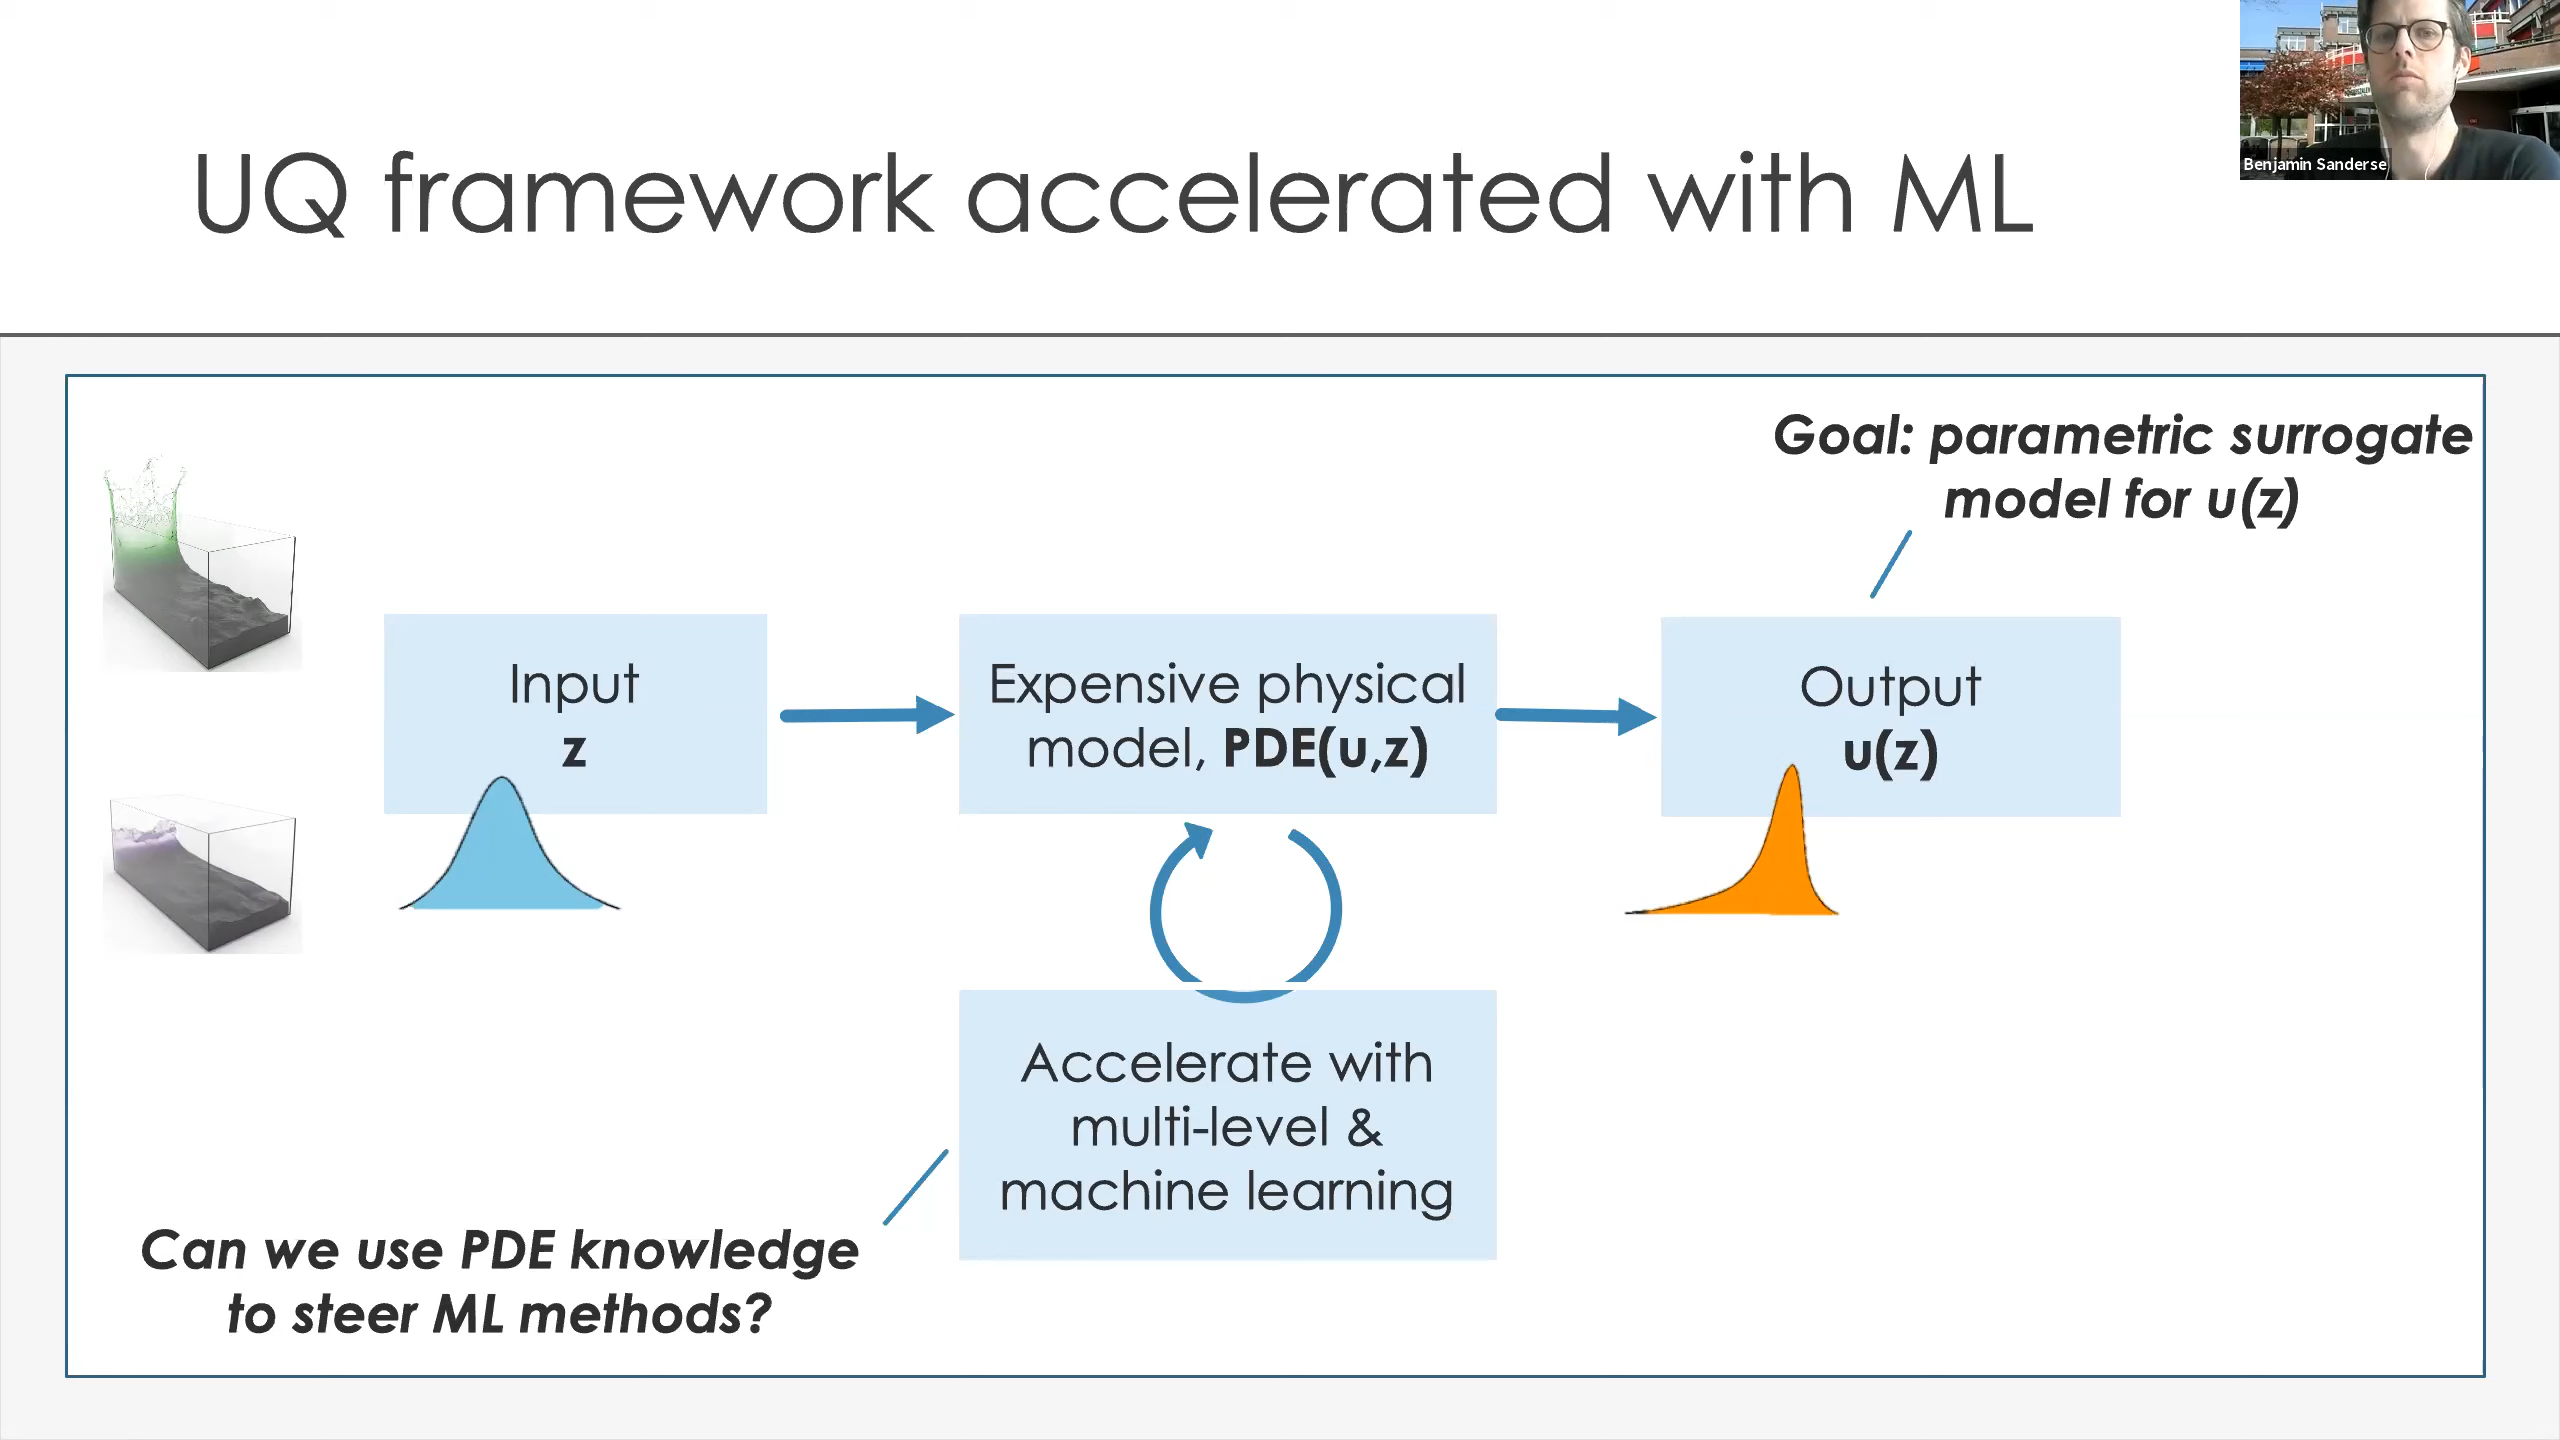 UQ framework accelerated with ML
Benjamin Sanderse
Goal: parametric surrogate
model for u(z)
Input
z
Expensive physical
model, PDE(u,z)
Output
u(z)
Accelerate with
multi-level &
machine learning
Can we use PDE knowledge
to steer ML methods?